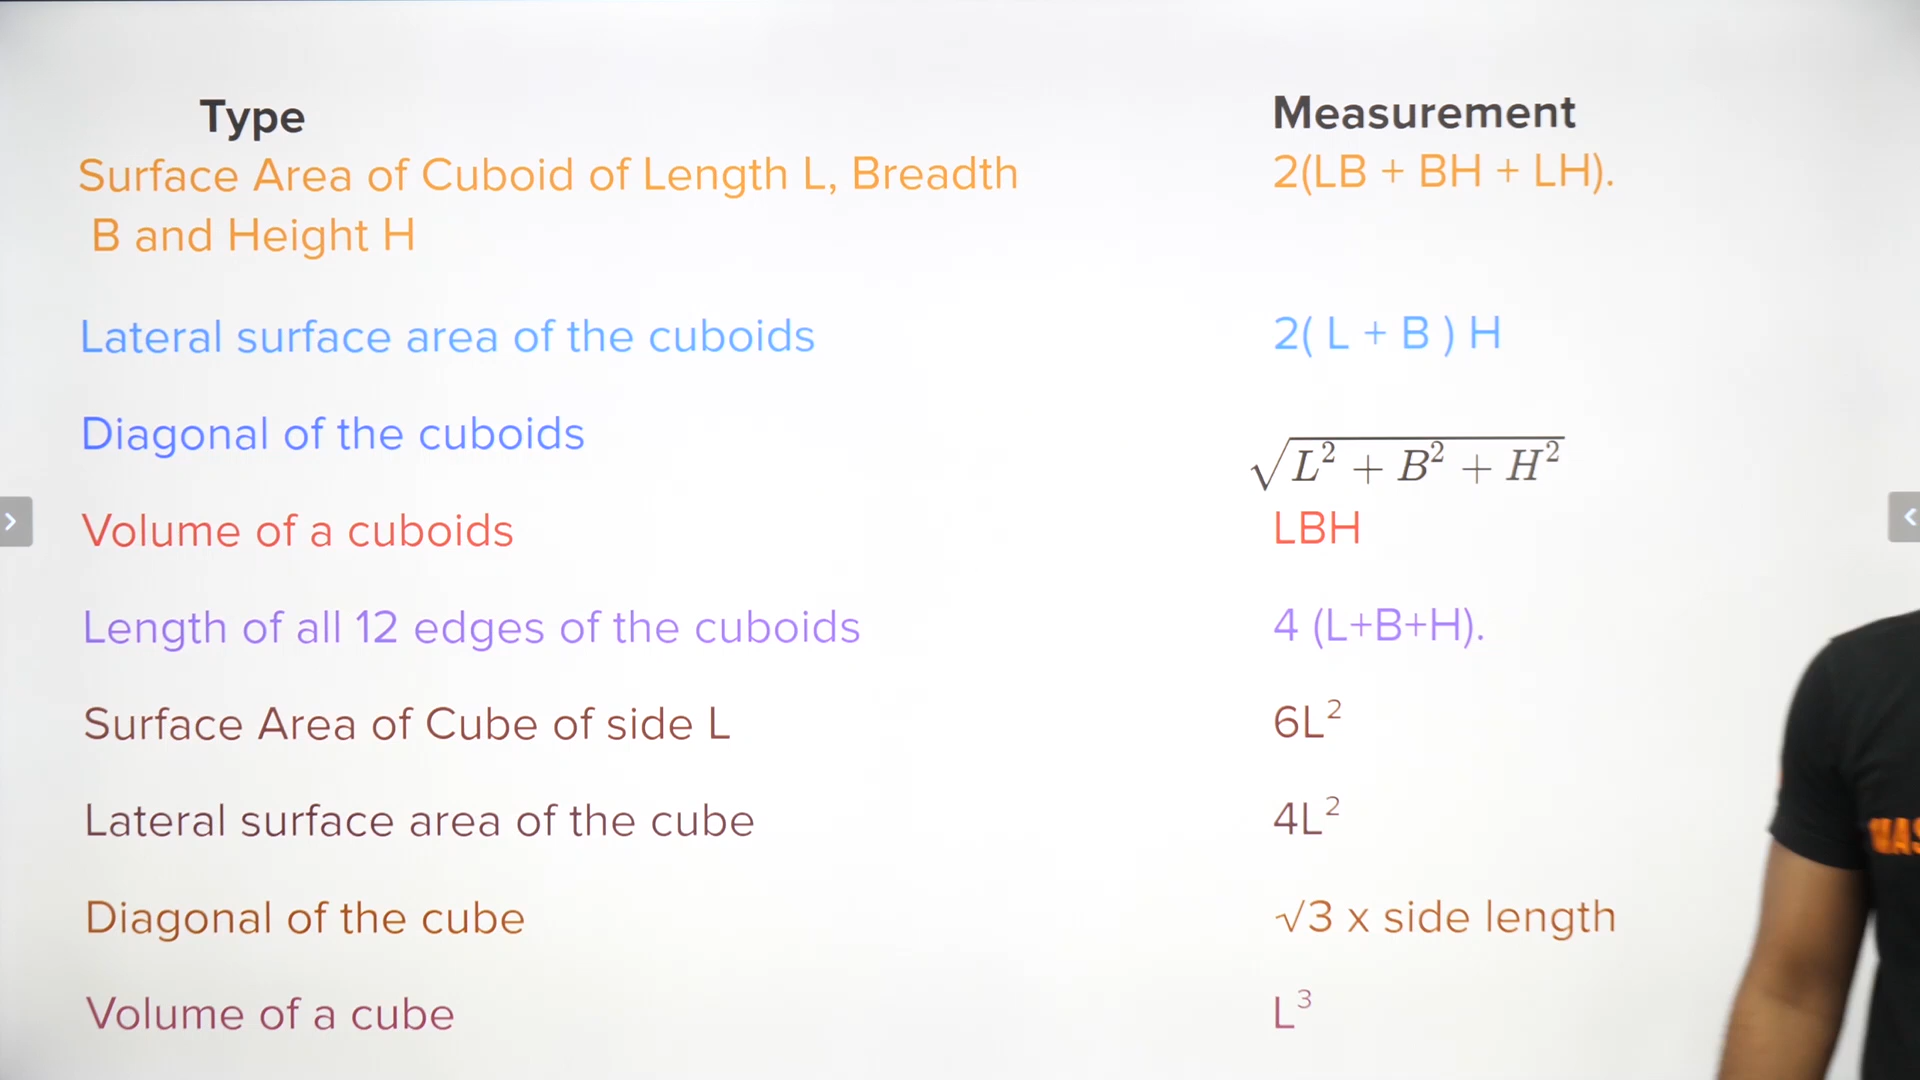 Type Measurement
Surface Area of Cuboid of Length L, Breadth 2(LB + BH + LH).
B and Height H
Lateral surface area of the cuboids 2( L + B ) H
Diagonal of the cuboids √L² + B² + H²
Volume of a cuboids LBH
Length of all 12 edges of the cuboids 4 (L+B+H).
Surface Area of Cube of side L 6L²
Lateral surface area of the cube 4L²
Diagonal of the cube √3 x side length
Volume of a cube L³